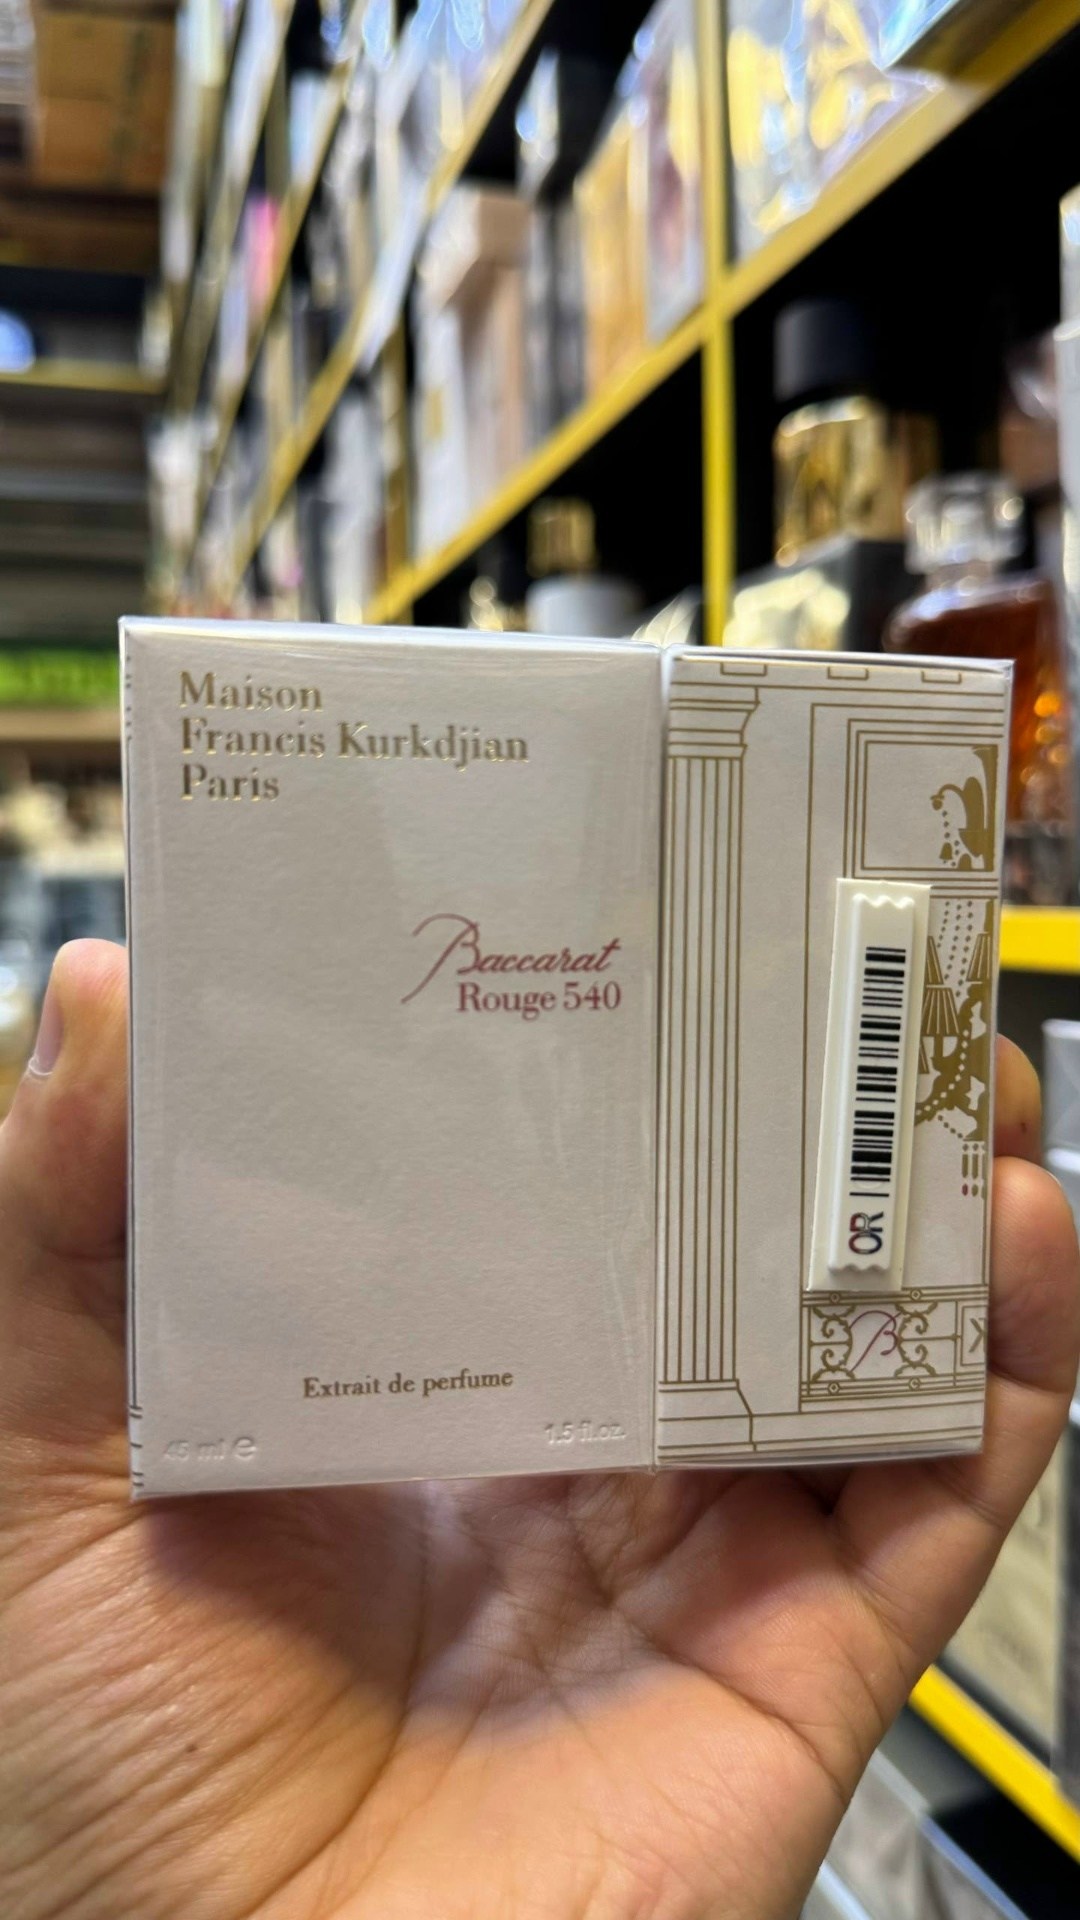 Maison
Francis Kurkdjian
Paris
Baccarat
Rouge 540
Extrait de perfume
45 ml e
1.5 fl.oz.
OR
B
K